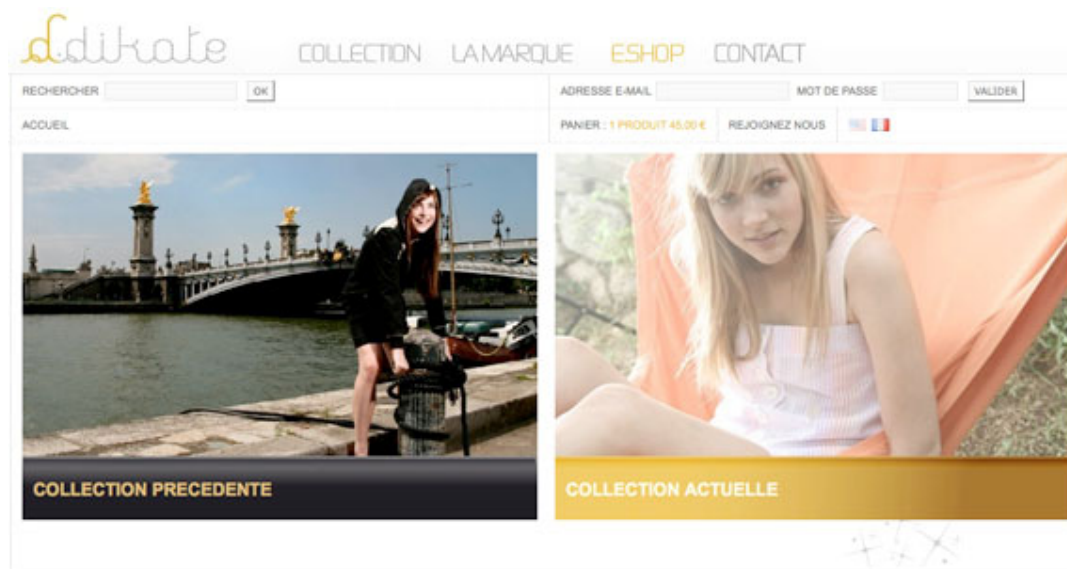 d.dikate
COLLECTION LA MARQUE ESHOP CONTACT
RECHERCHER OK ADRESSE E-MAIL MOT DE PASSE VALIDER
ACCUEIL PANIER : 1 PRODUIT 45,00 € REJOIGNEZ NOUS
COLLECTION PRECEDENTE COLLECTION ACTUELLE